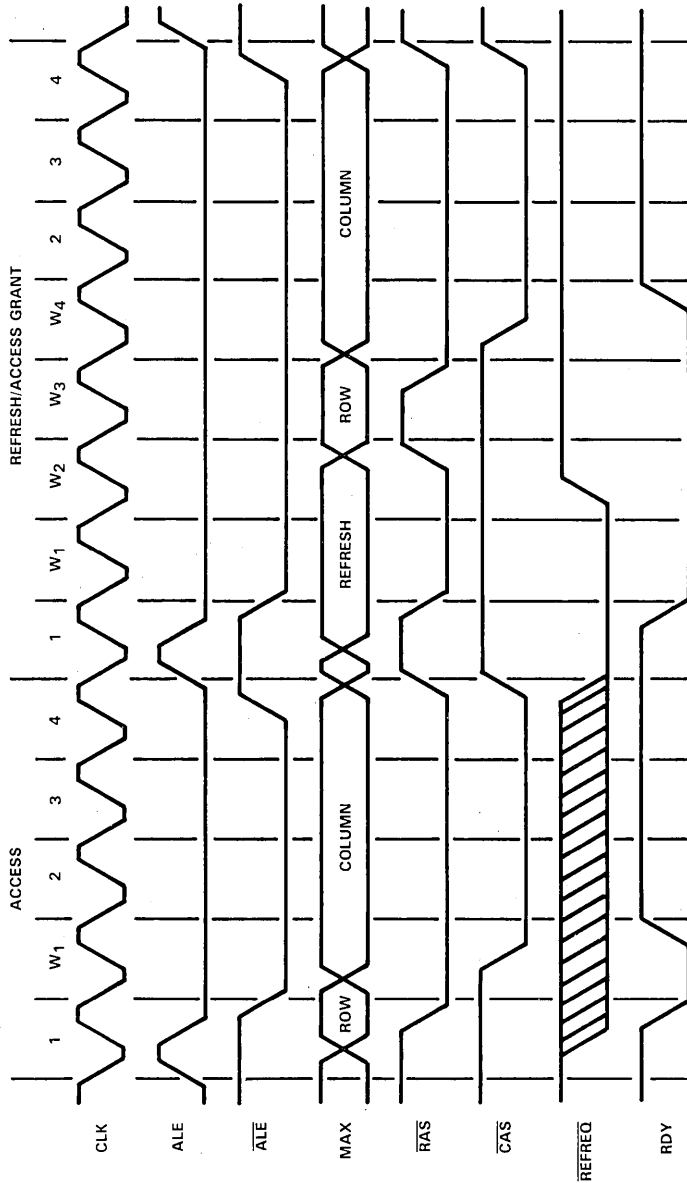 ACCESS REFRESH/ACCESS GRANT
1 W1 2 3 4 1 W1 W2 W3 W4 2 3 4
CLK
ALE
ALE
MAX ROW COLUMN REFRESH ROW COLUMN
RAS
CAS
REFREQ
RDY